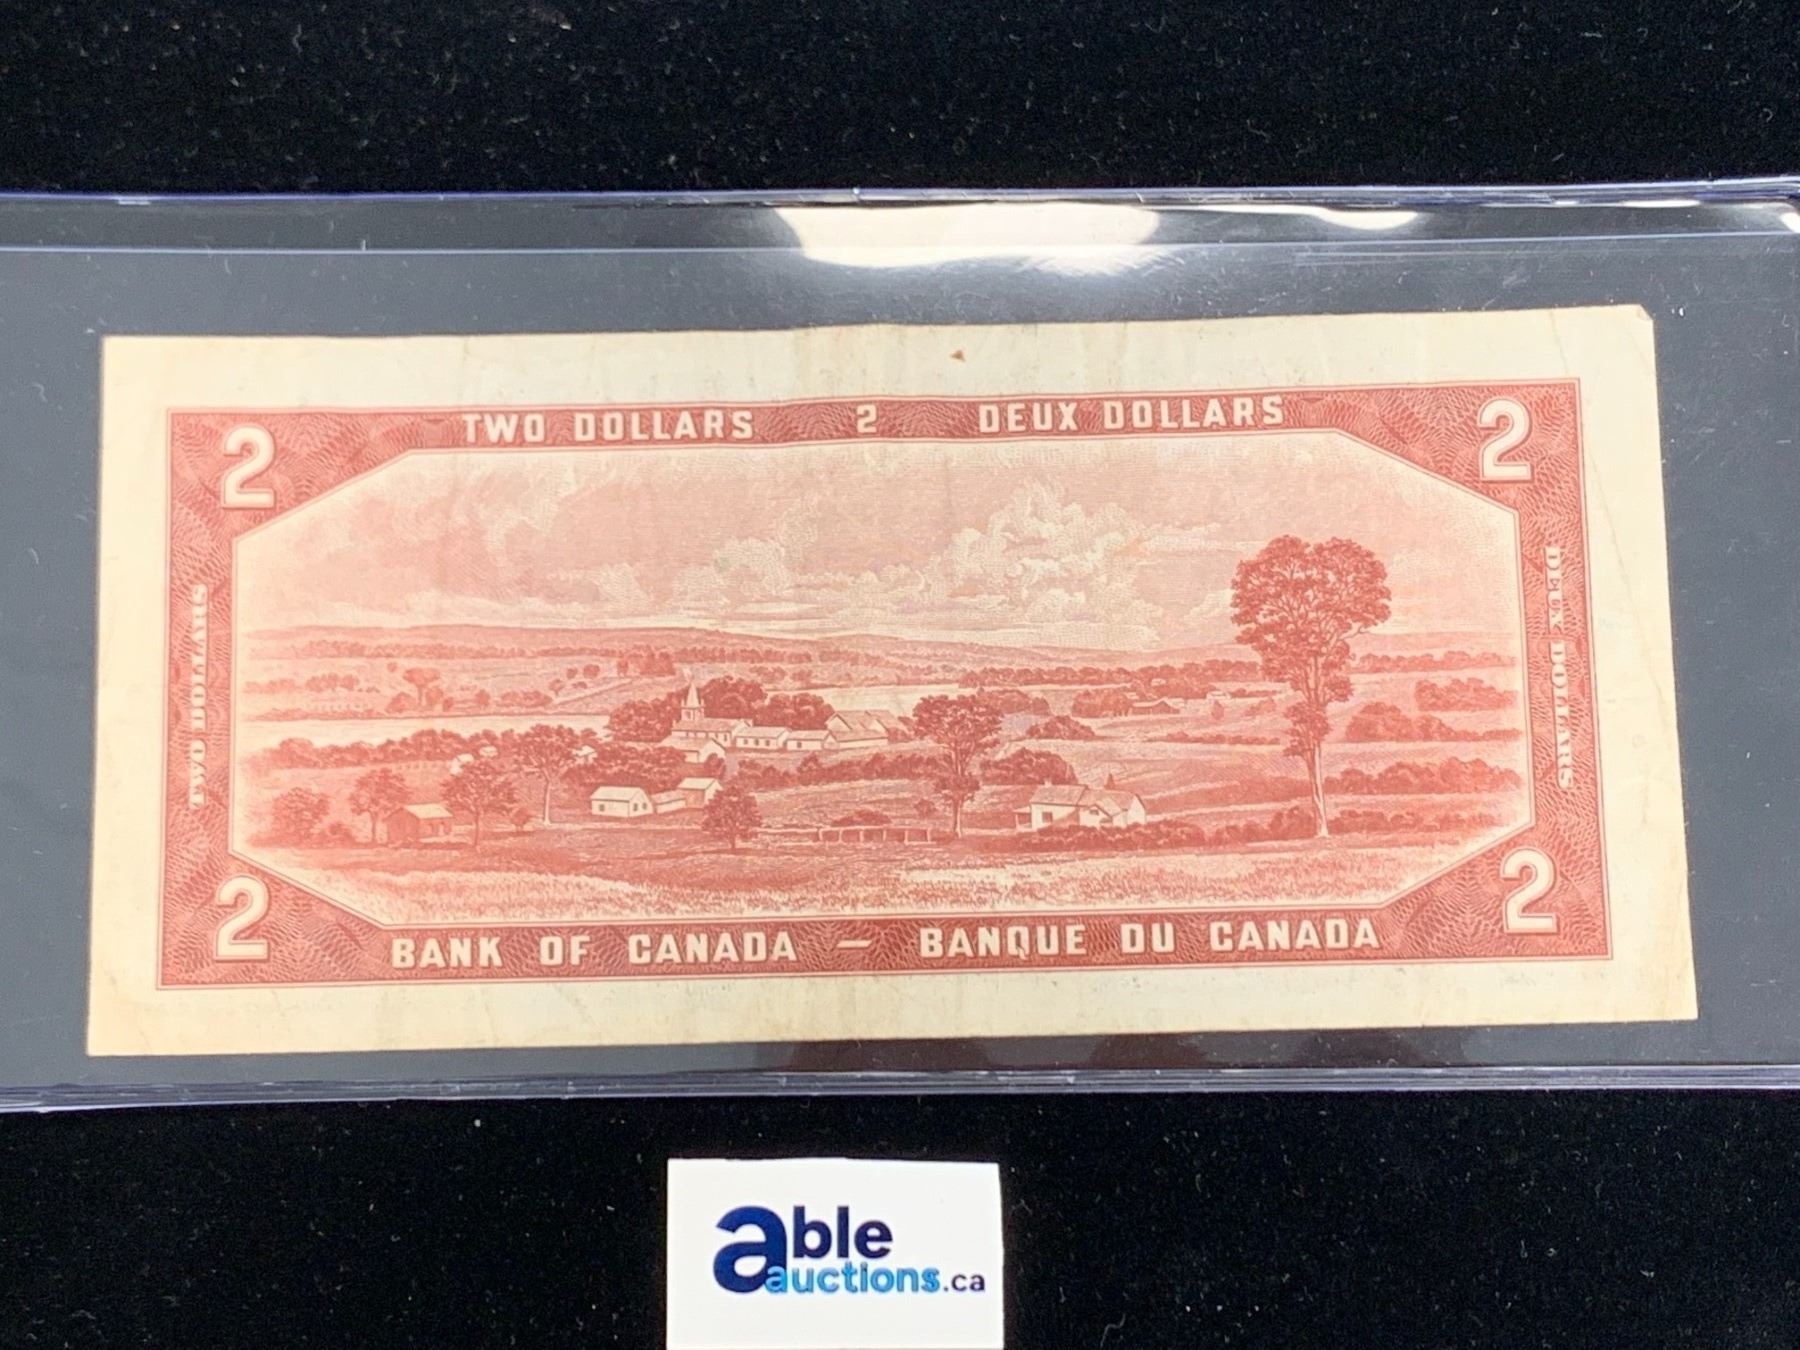 2 TWO DOLLARS 2 DEUX DOLLARS 2
TWO DOLLARS
DEUX DOLLARS
2 BANK OF CANADA — BANQUE DU CANADA 2
able
auctions.ca